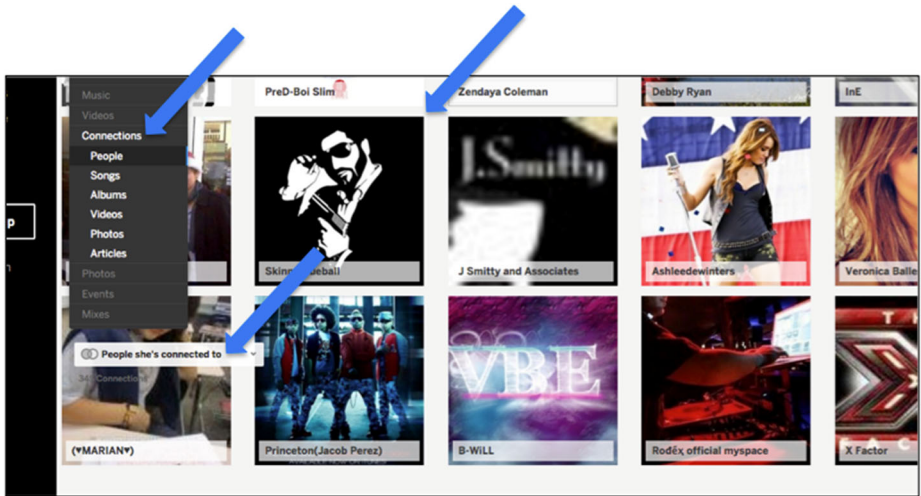 PreD-Boi Slim
Zendaya Coleman
Debby Ryan
InE
Music
Videos
Connections
People
Songs
Albums
Videos
Photos
Articles
Photos
Events
Mixes
p
n
J.Smitty
J Smitty and Associates
Ashleedewinters
People she's connected to
Connections
VBE
(♥MARIAN♥)
Princeton(Jacob Perez)
B-WiLL
Rodëx official myspace
X Factor